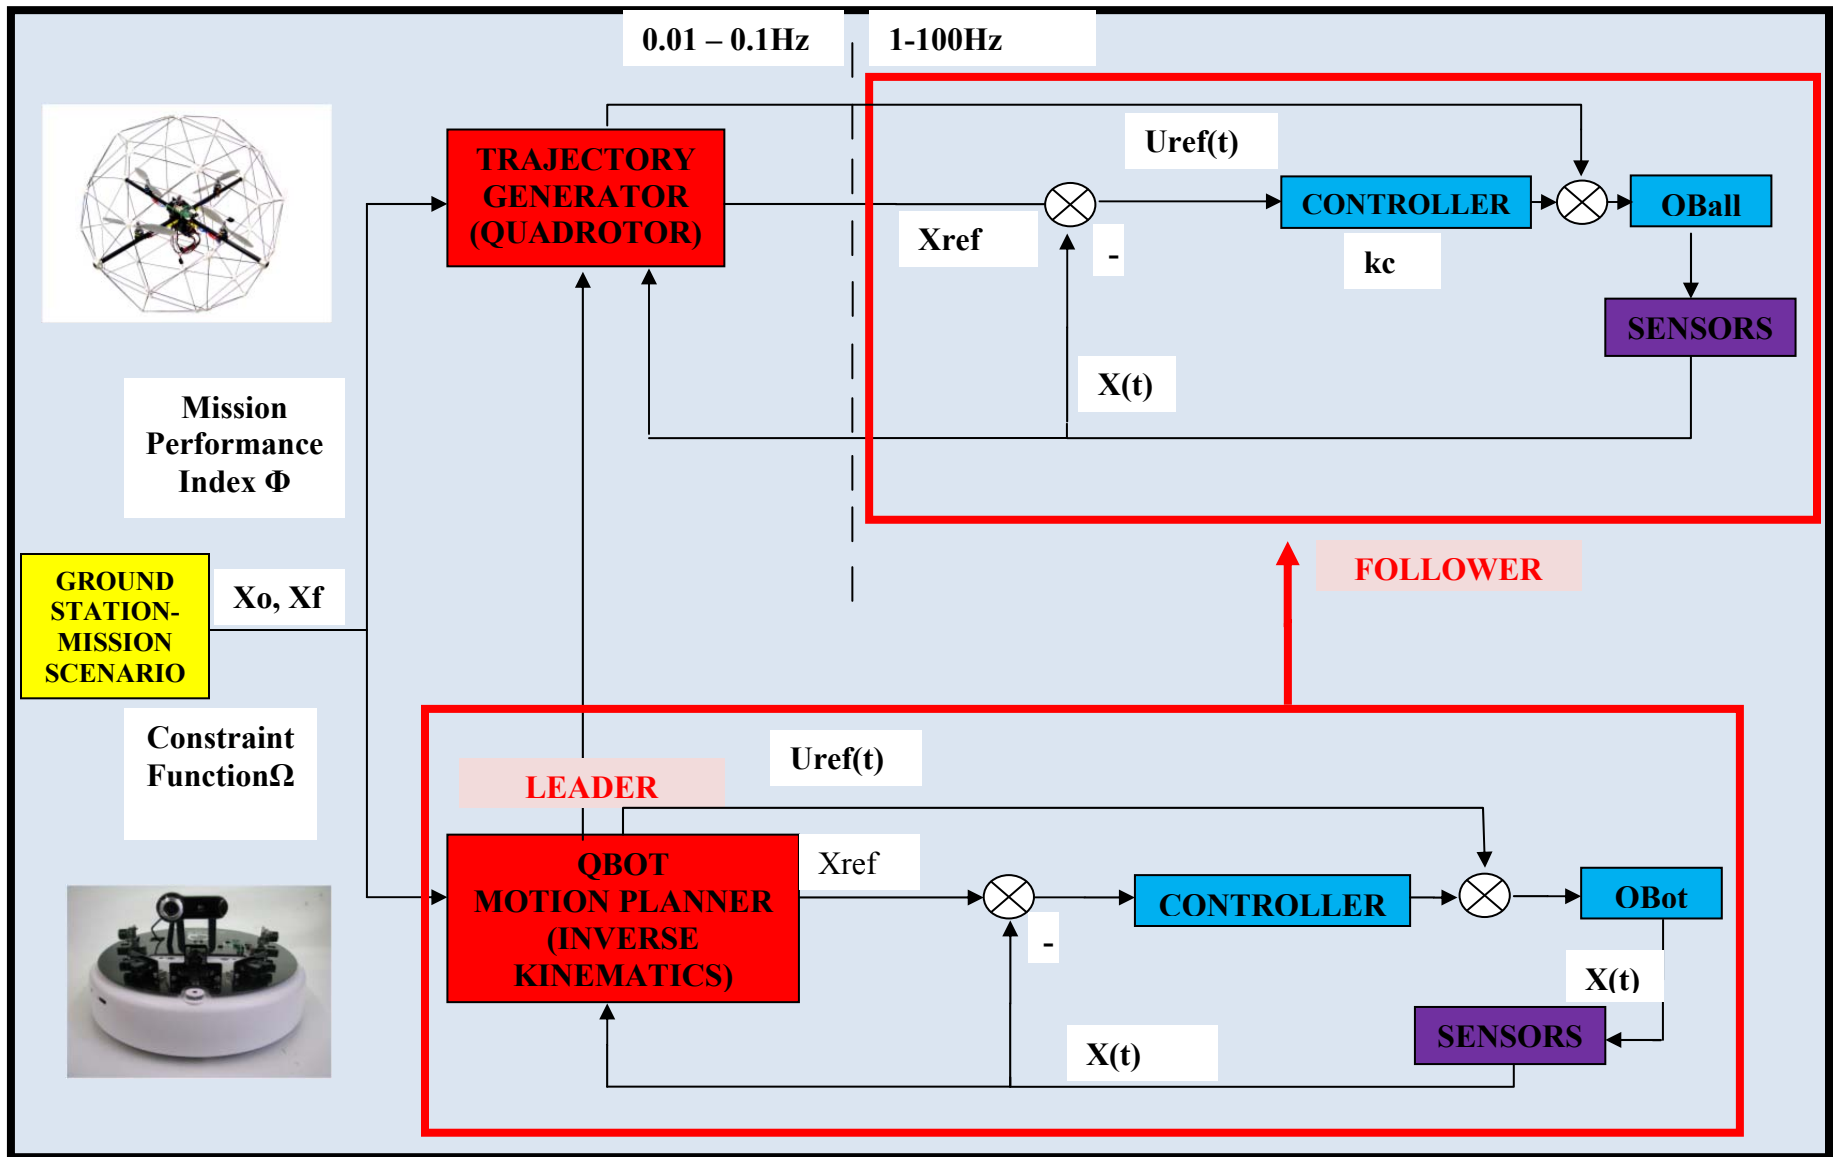 0.01 – 0.1Hz
1-100Hz
TRAJECTORY
GENERATOR
(QUADROTOR)
Uref(t)
CONTROLLER
OBall
Xref
-
kc
SENSORS
X(t)
Mission
Performance
Index Φ
GROUND
STATION-
MISSION
SCENARIO
Xo, Xf
FOLLOWER
Constraint
FunctionΩ
Uref(t)
LEADER
QBOT
MOTION PLANNER
(INVERSE
KINEMATICS)
Xref
CONTROLLER
OBot
-
X(t)
SENSORS
X(t)